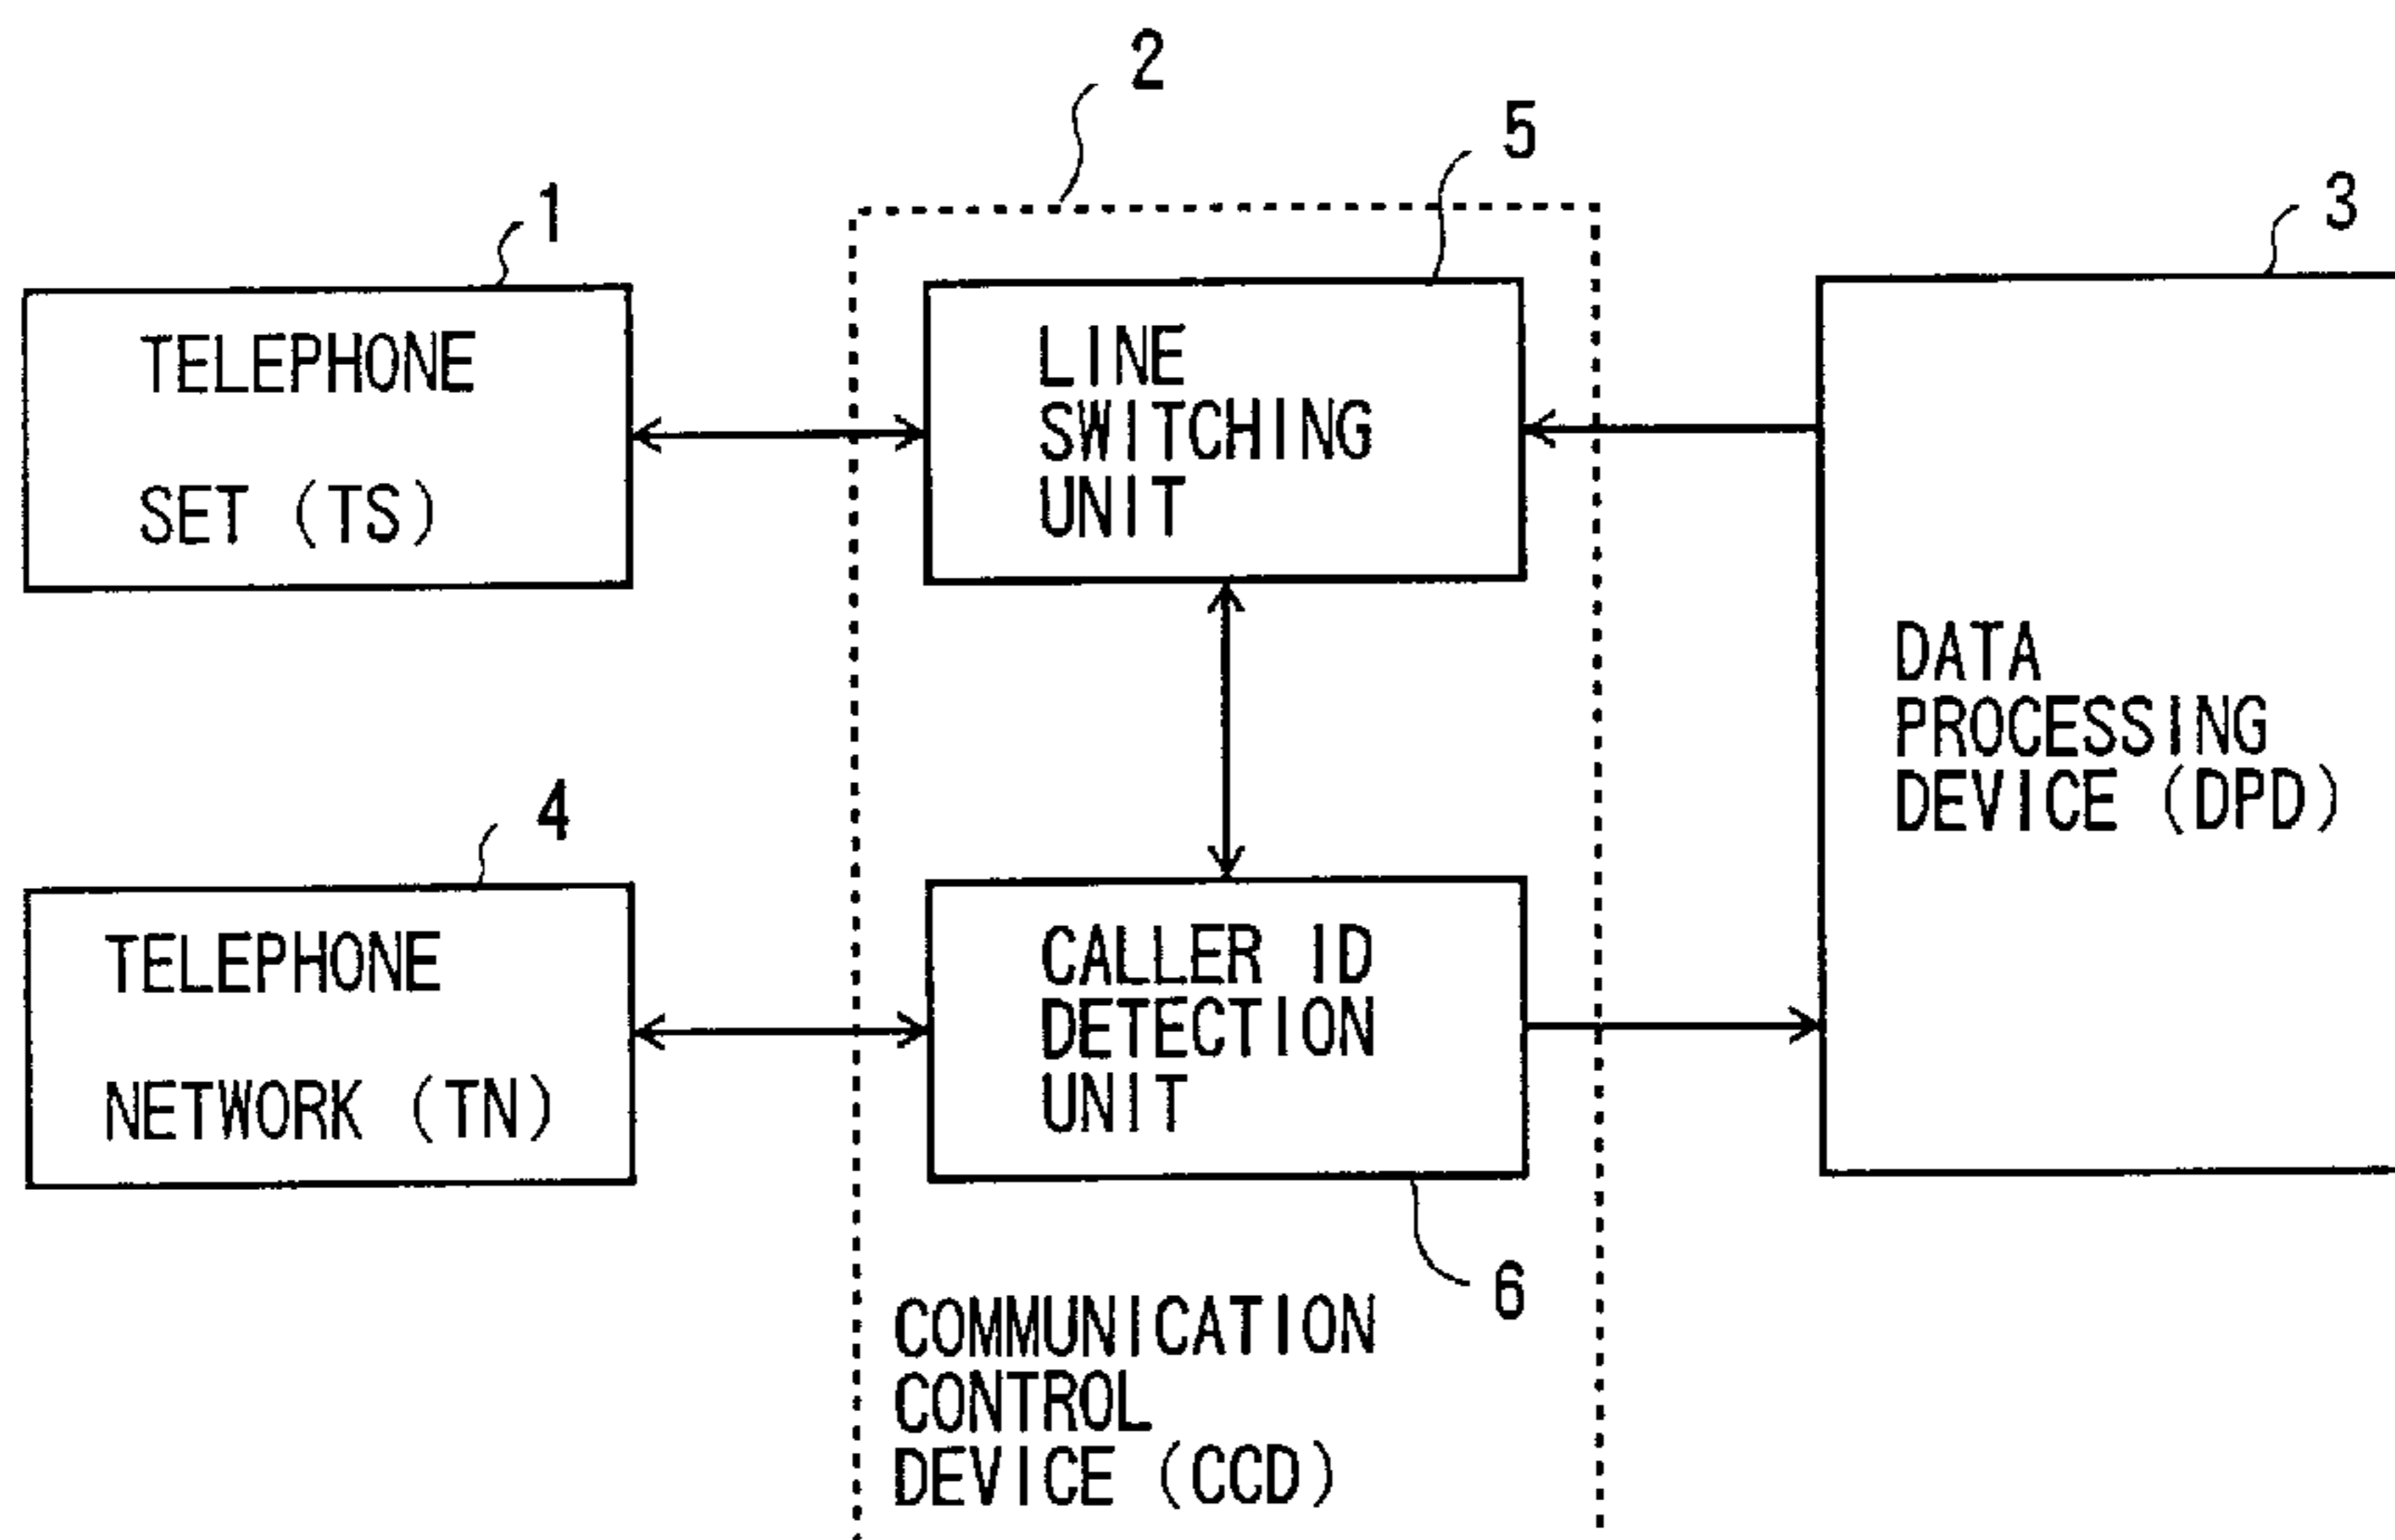 2
5
1
3
TELEPHONE
SET (TS)
LINE
SWITCHING
UNIT
DATA
PROCESSING
DEVICE (DPD)
4
TELEPHONE
NETWORK (TN)
CALLER ID
DETECTION
UNIT
6
COMMUNICATION
CONTROL
DEVICE (CCD)